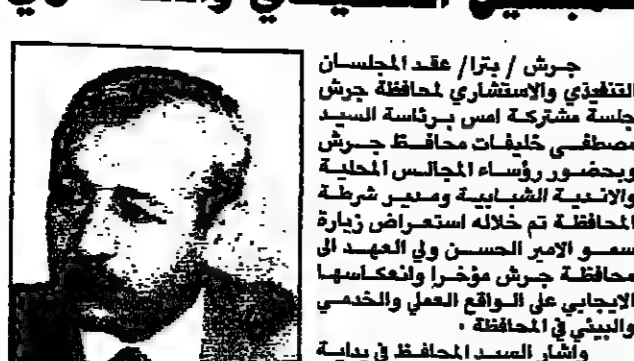 جرش / بترا/ عقد المجلسان
التنفيذي والاستشاري لمحافظة جرش
جلسة مشتركة امس برئاسة السيد
مصطفى خليفات محافظ جرش
وبحضور رؤساء المجالس المحلية
والاندية الشبابية ومدير شرطة
المحافظة تم خلاله استعراض زيارة
سمو الامير الحسن ولي العهد الى
محافظة جرش مؤخرا وانعكاسها
الايجابي على الواقع العملي والخدمي
والبيئي في المحافظة ٠
واشار السيد المحافظ في بداية